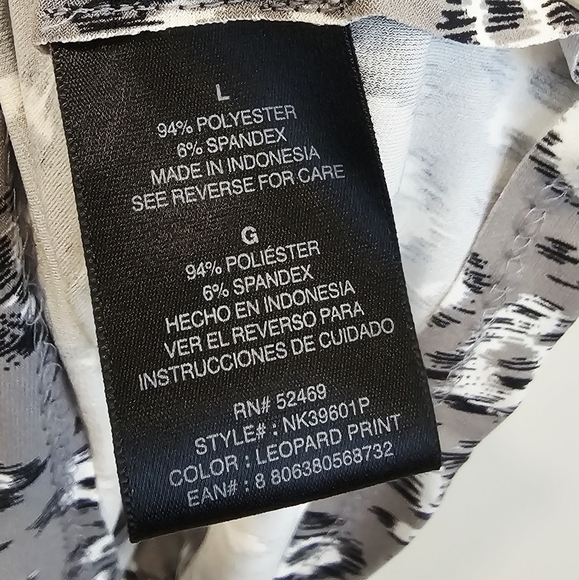 L
94% POLYESTER
6% SPANDEX
MADE IN INDONESIA
SEE REVERSE FOR CARE
G
94% POLIÉSTER
6% SPANDEX
HECHO EN INDONESIA
VER EL REVERSO PARA
INSTRUCCIONES DE CUIDADO
RN# 52469
STYLE# : NK39601P
COLOR : LEOPARD PRINT
EAN# : 8 806380568732